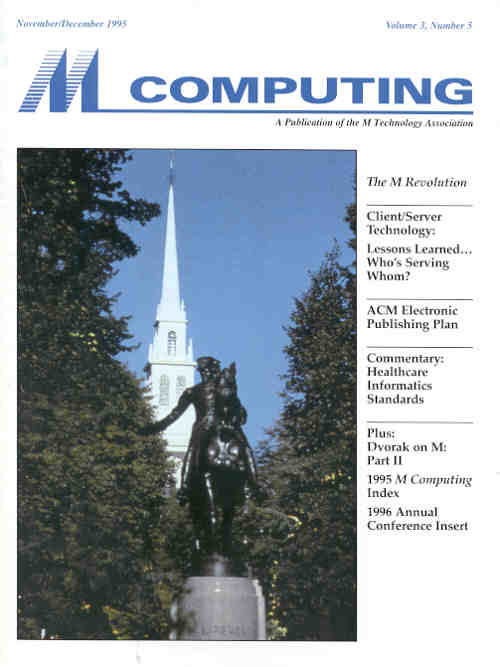 November/December 1995
Volume 3, Number 5
M COMPUTING
A Publication of the M Technology Association
The M Revolution
Client/Server
Technology:
Lessons Learned...
Who's Serving
Whom?
ACM Electronic
Publishing Plan
Commentary:
Healthcare
Informatics
Standards
Plus:
Dvorak on M:
Part II
1995 M Computing
Index
1996 Annual
Conference Insert